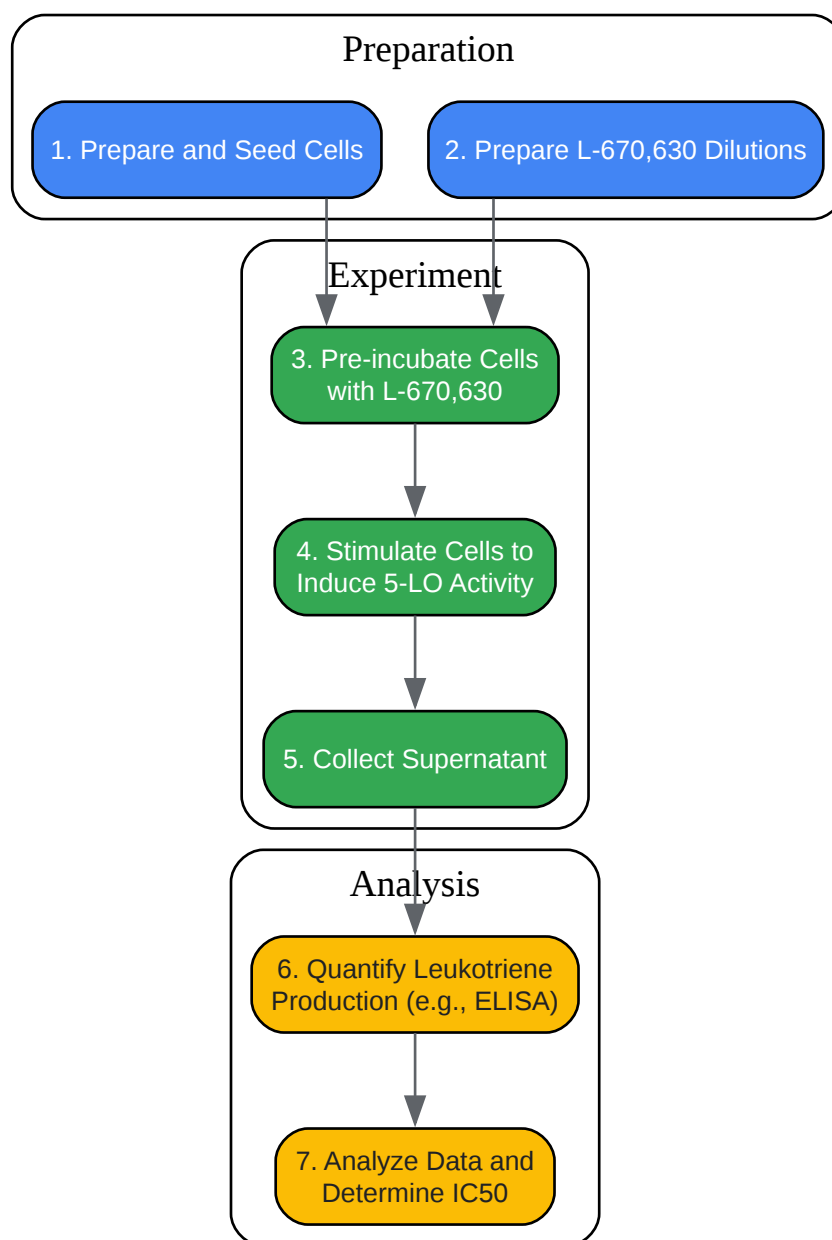 Preparation
1. Prepare and Seed Cells
2. Prepare L-670,630 Dilutions
Experiment
3. Pre-incubate Cells
with L-670,630
4. Stimulate Cells to
Induce 5-LO Activity
5. Collect Supernatant
Analysis
6. Quantify Leukotriene
Production (e.g., ELISA)
7. Analyze Data and
Determine IC50